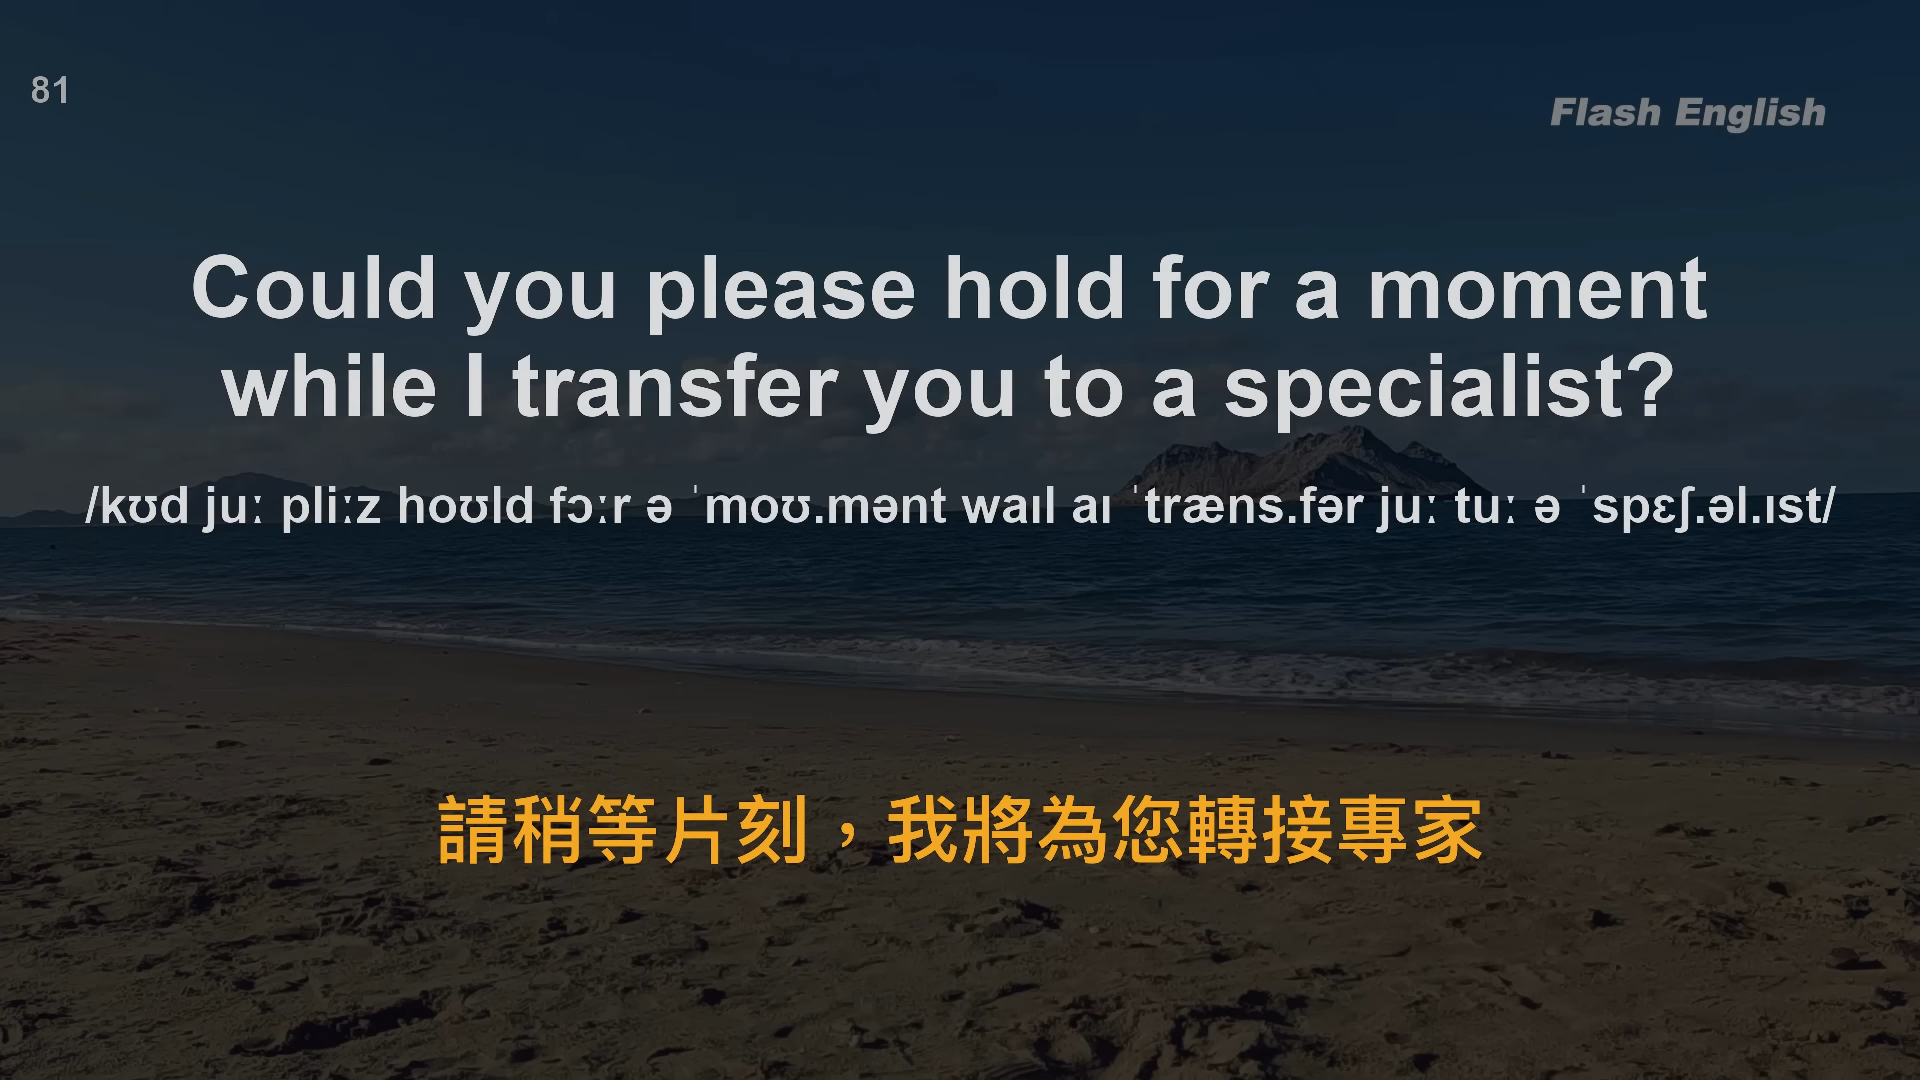 81
Flash English
Could you please hold for a moment
while I transfer you to a specialist?
/kʊd juː pliːz hoʊld fɔːr ə ˈmoʊ.mənt waɪl aɪ ˈtræns.fər juː tuː ə ˈspɛʃ.əl.ɪst/
請稍等片刻，我將為您轉接專家